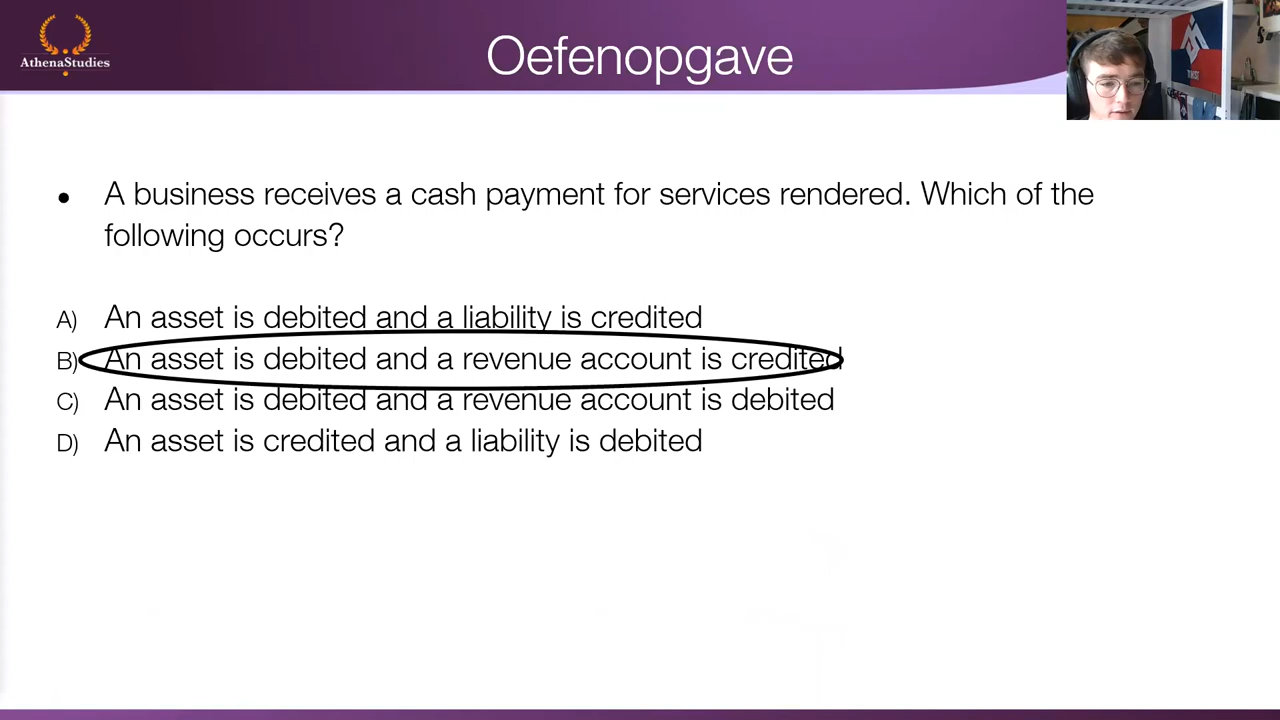 AthenaStudies
Oefenopgave
• A business receives a cash payment for services rendered. Which of the
following occurs?
A) An asset is debited and a liability is credited
B) An asset is debited and a revenue account is credited
C) An asset is debited and a revenue account is debited
D) An asset is credited and a liability is debited